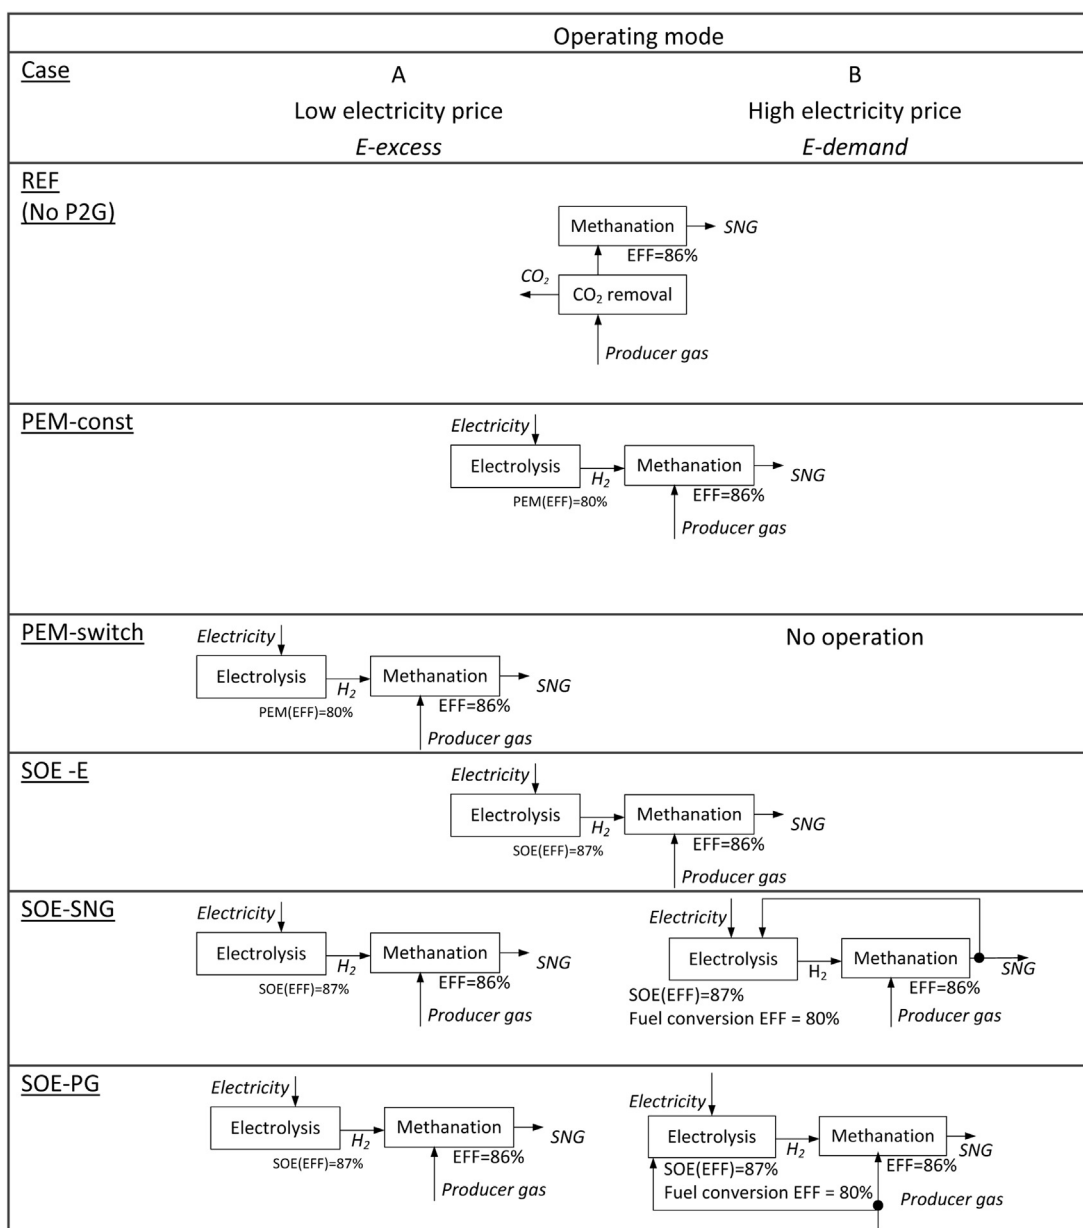 Operating mode
Case
A
B
Low electricity price
High electricity price
E-excess
E-demand
REF
(No P2G)
Methanation
SNG
EFF=86%
CO₂
CO₂ removal
Producer gas
PEM-const
Electricity
Electrolysis
H₂
Methanation
SNG
PEM(EFF)=80%
EFF=86%
Producer gas
PEM-switch
Electricity
Electrolysis
H₂
Methanation
SNG
PEM(EFF)=80%
EFF=86%
Producer gas
No operation
SOE -E
Electricity
Electrolysis
H₂
Methanation
SNG
SOE(EFF)=87%
EFF=86%
Producer gas
SOE-SNG
Electricity
Electrolysis
H₂
Methanation
SNG
SOE(EFF)=87%
EFF=86%
Producer gas
Electricity
Electrolysis
H₂
Methanation
SNG
SOE(EFF)=87%
EFF=86%
Fuel conversion EFF = 80%
Producer gas
SOE-PG
Electricity
Electrolysis
H₂
Methanation
SNG
SOE(EFF)=87%
EFF=86%
Producer gas
Electricity
Electrolysis
H₂
Methanation
SNG
SOE(EFF)=87%
EFF=86%
Fuel conversion EFF = 80%
Producer gas